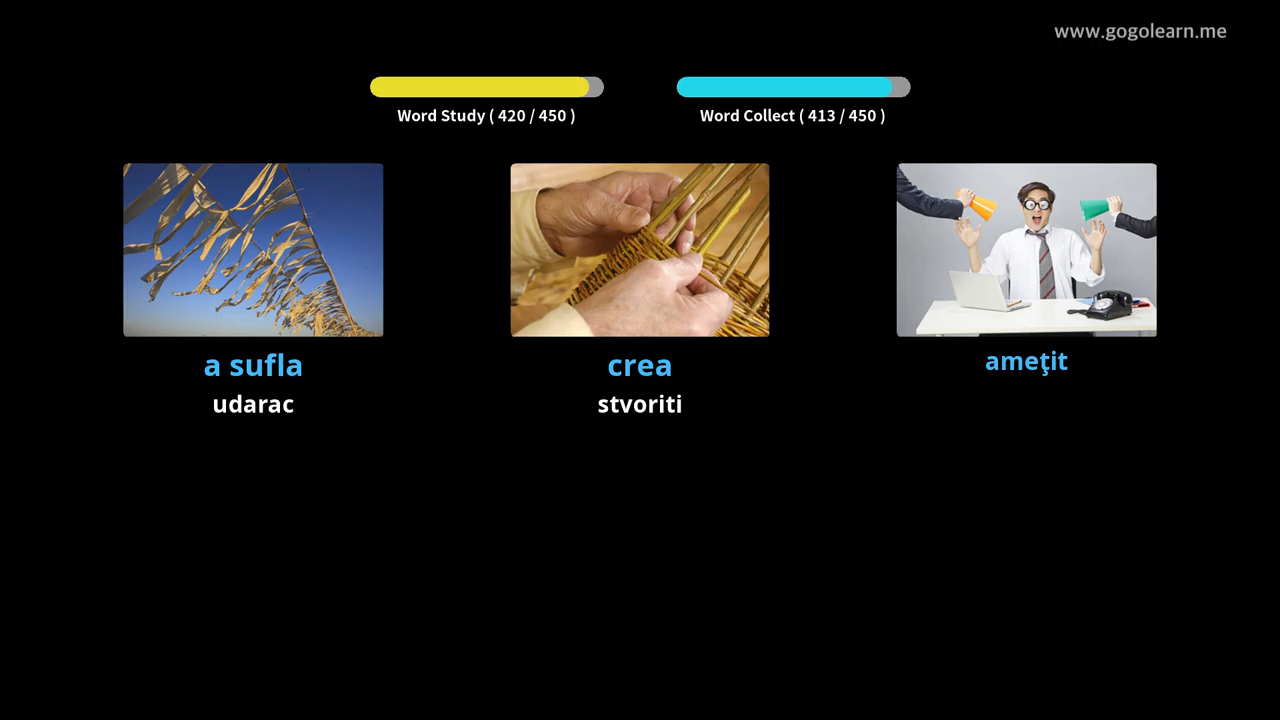 www.gogolearn.me
Word Study ( 420 / 450 )
Word Collect ( 413 / 450 )
a sufla
udarac
crea
stvoriti
ameţit